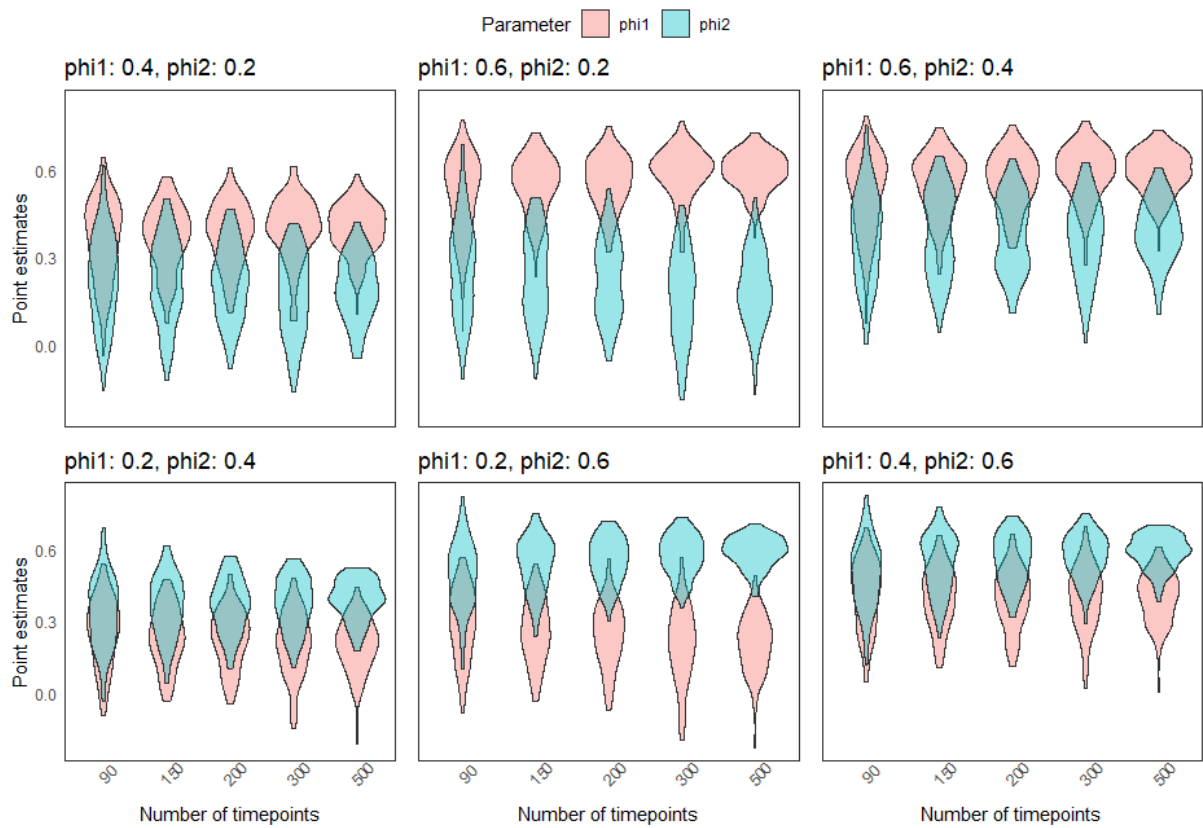 Parameter phi1 phi2
phi1: 0.4, phi2: 0.2
phi1: 0.6, phi2: 0.2
phi1: 0.6, phi2: 0.4
Point estimates
0.6
0.3
0.0
phi1: 0.2, phi2: 0.4
phi1: 0.2, phi2: 0.6
phi1: 0.4, phi2: 0.6
Point estimates
0.6
0.3
0.0
90 150 200 300 500
90 150 200 300 500
90 150 200 300 500
Number of timepoints
Number of timepoints
Number of timepoints